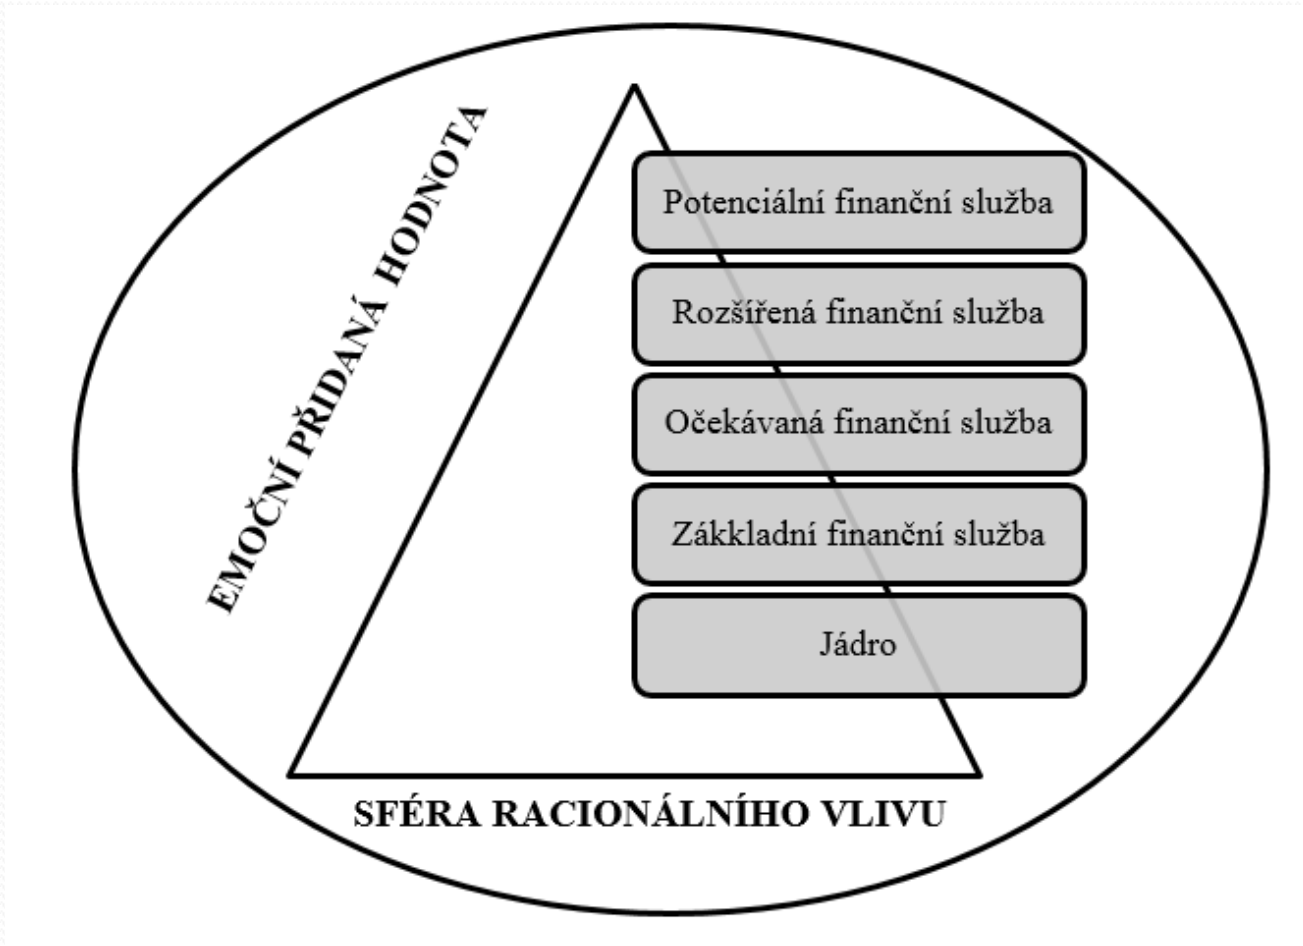 EMOČNÍ PŘIDANÁ HODNOTA
Potenciální finanční služba
Rozšířená finanční služba
Očekávaná finanční služba
Zákkladní finanční služba
Jádro
SFÉRA RACIONÁLNÍHO VLIVU